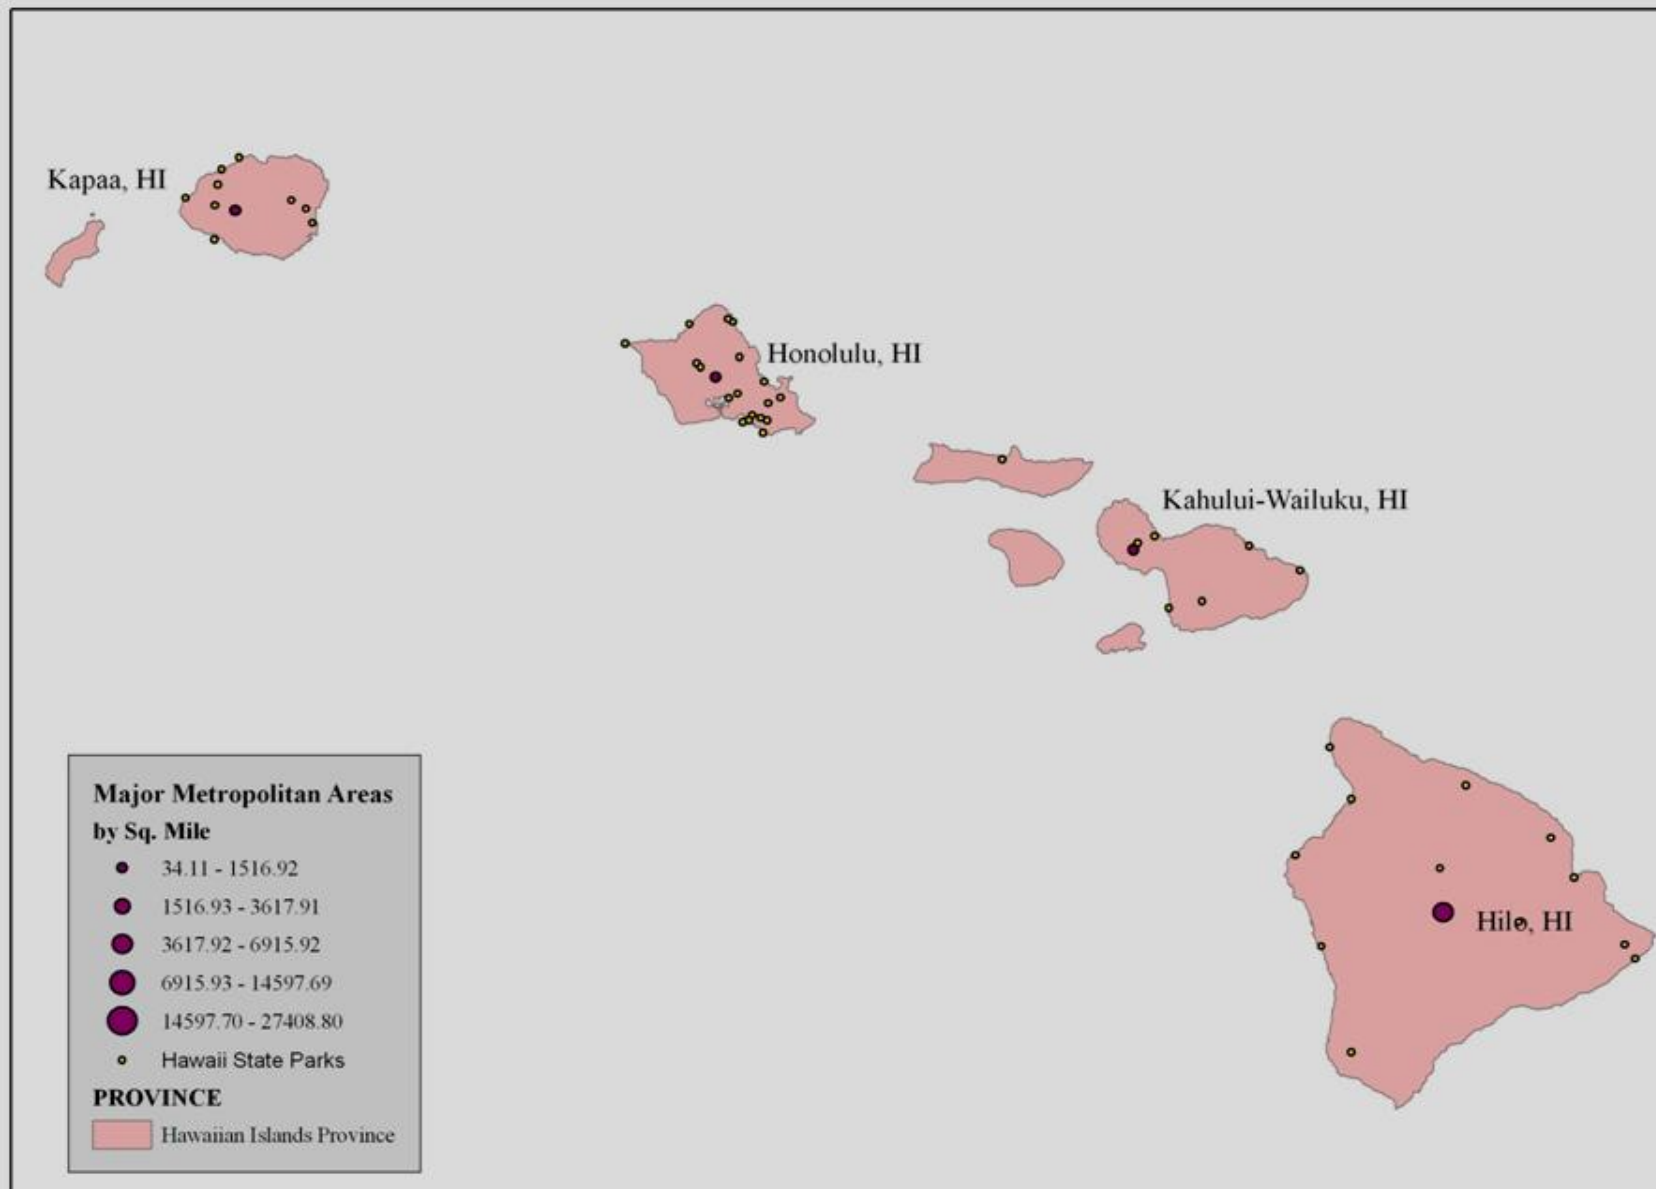 Kapaa, HI
Honolulu, HI
Kahului-Wailuku, HI
Hilo, HI
Major Metropolitan Areas
by Sq. Mile
34.11 - 1516.92
1516.93 - 3617.91
3617.92 - 6915.92
6915.93 - 14597.69
14597.70 - 27408.80
Hawaii State Parks
PROVINCE
Hawaiian Islands Province